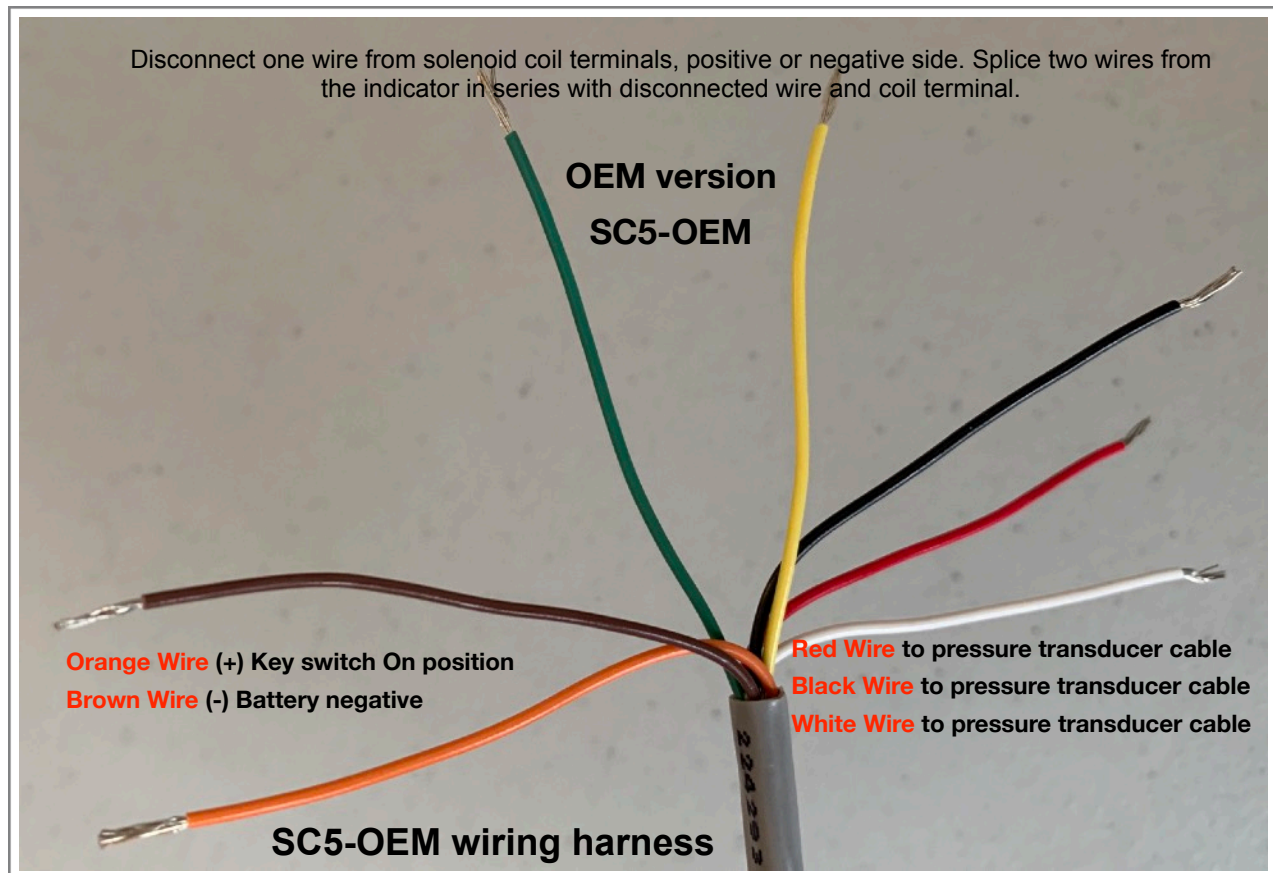 Disconnect one wire from solenoid coil terminals, positive or negative side. Splice two wires from
the indicator in series with disconnected wire and coil terminal.
OEM version
SC5-OEM
Orange Wire (+) Key switch On position
Brown Wire (-) Battery negative
Red Wire to pressure transducer cable
Black Wire to pressure transducer cable
White Wire to pressure transducer cable
SC5-OEM wiring harness